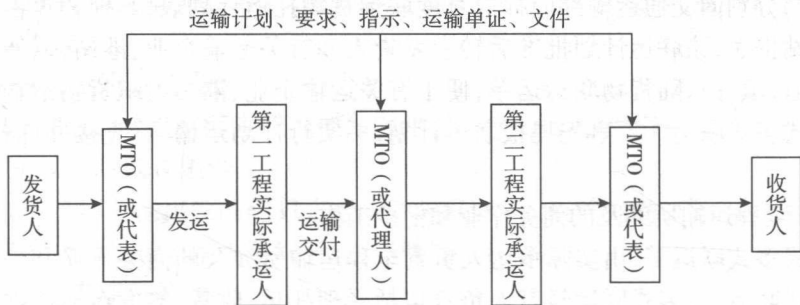 运输计划、要求、指示、运输单证、文件
发货人
MTO（或代表）
发运
第一工程实际承运人
运输
交付
MTO（或代理人）
第二工程实际承运人
MTO（或代表）
收货人